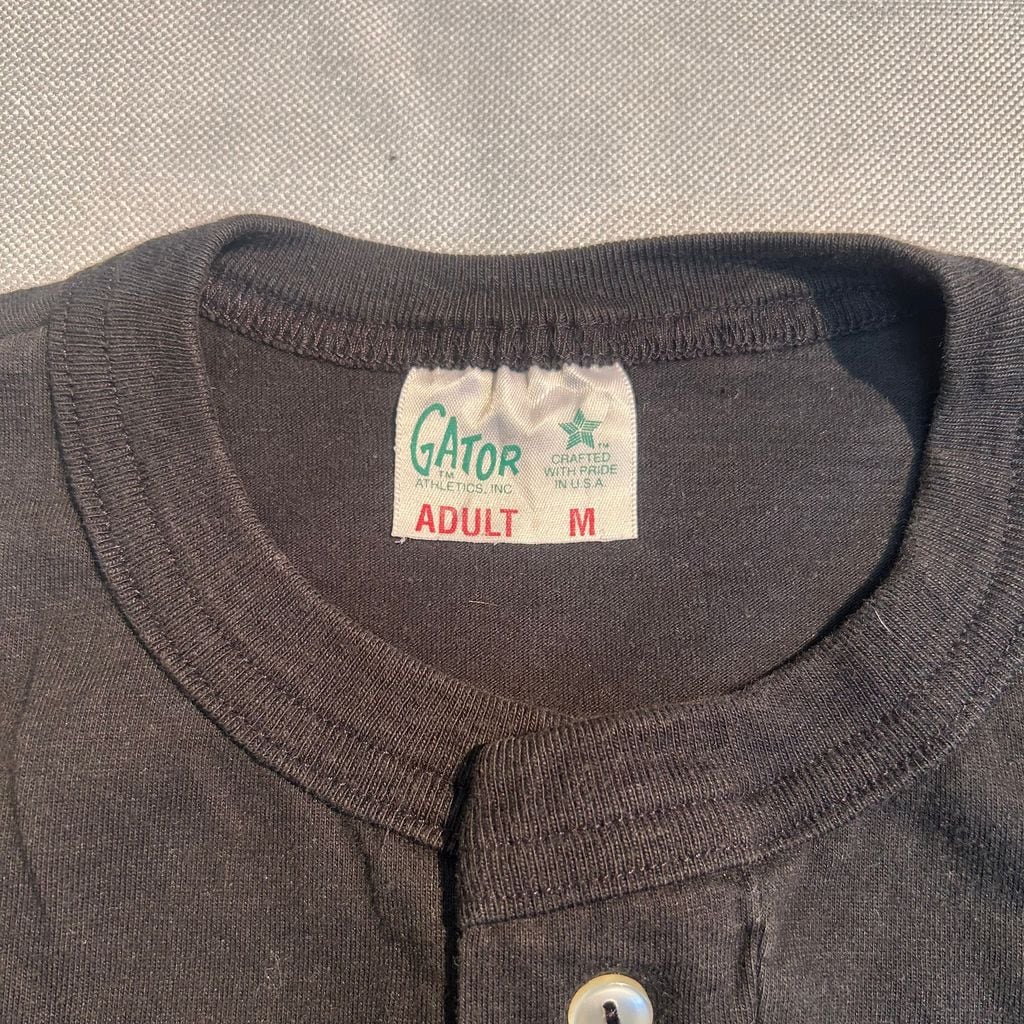 GATOR
™
ATHLETICS, INC
™
CRAFTED
WITH PRIDE
IN U.S.A.
ADULT M